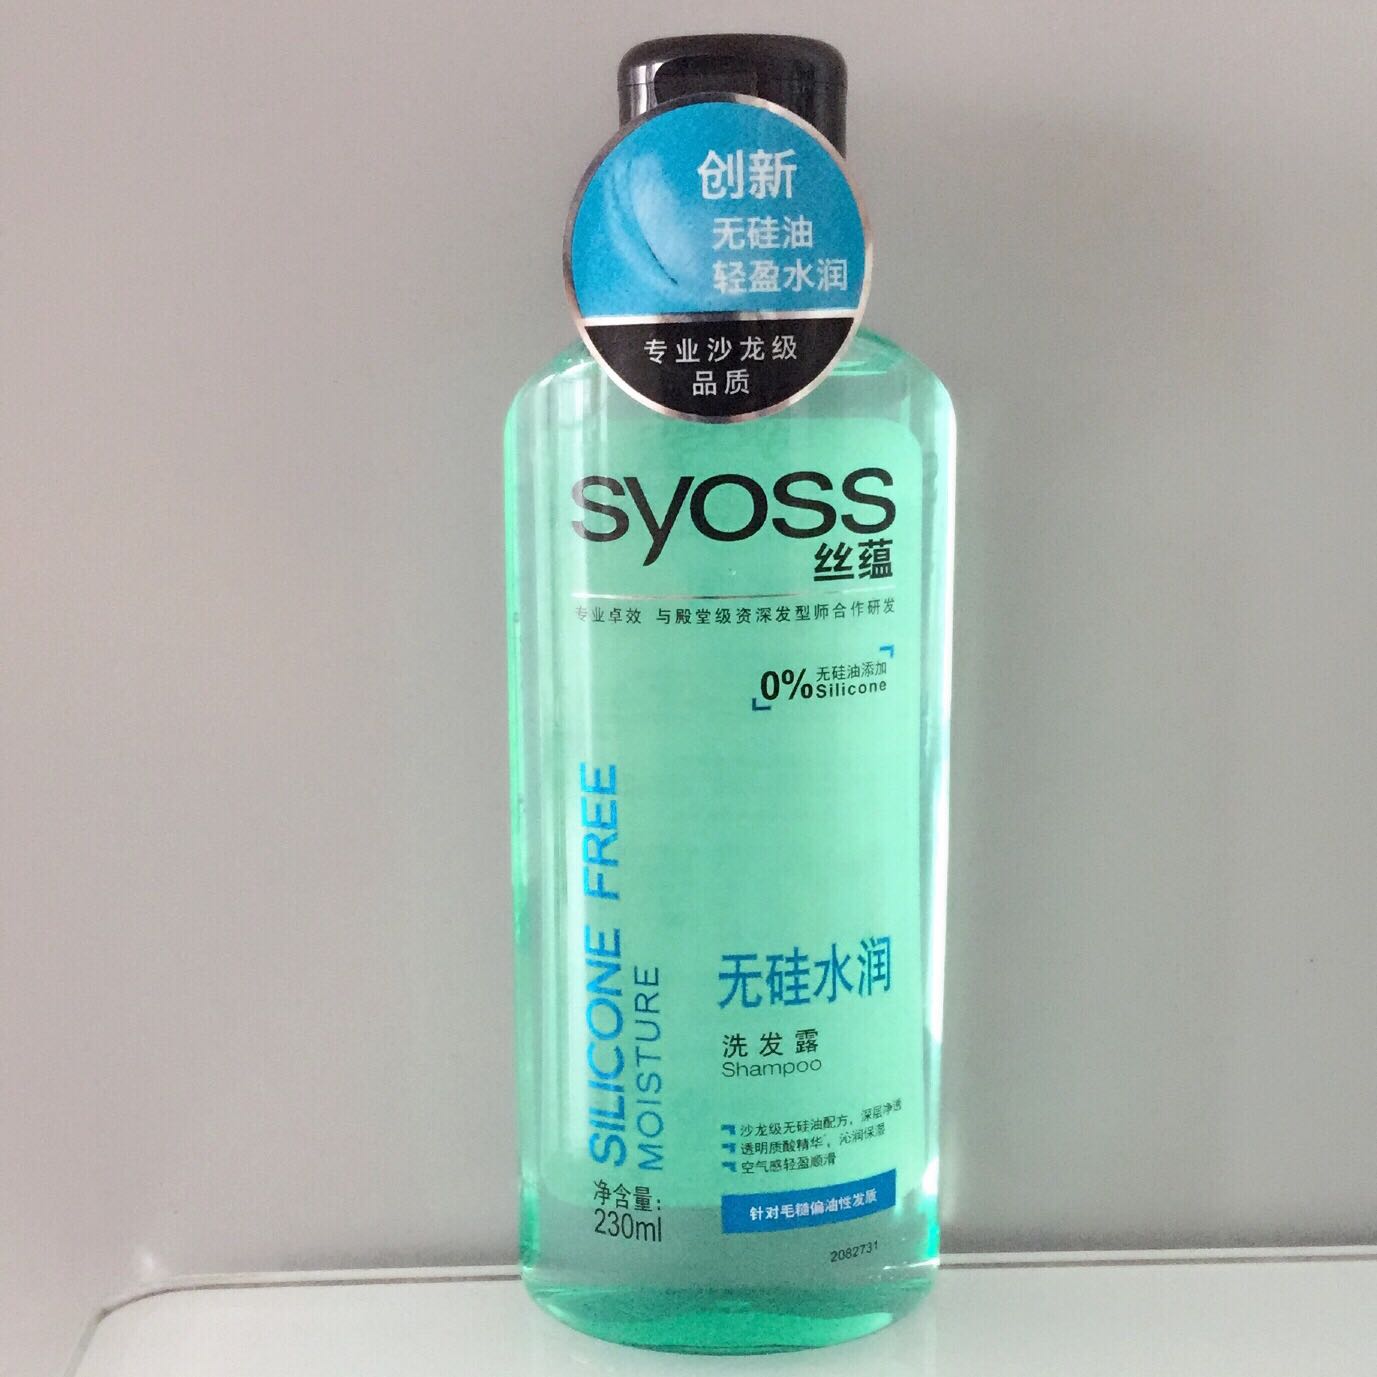 创新
无硅油
轻盈水润
专业沙龙级
品质
syoss
丝蕴
专业卓效 与殿堂级资深发型师合作研发
0% 无硅油添加
Silicone
SILICONE FREE
MOISTURE
无硅水润
洗发露
Shampoo
沙龙级无硅油配方，深层净透
透明质酸精华，沁润保湿
空气感轻盈顺滑
净含量：
230ml
针对毛糙偏油性发质
2082731